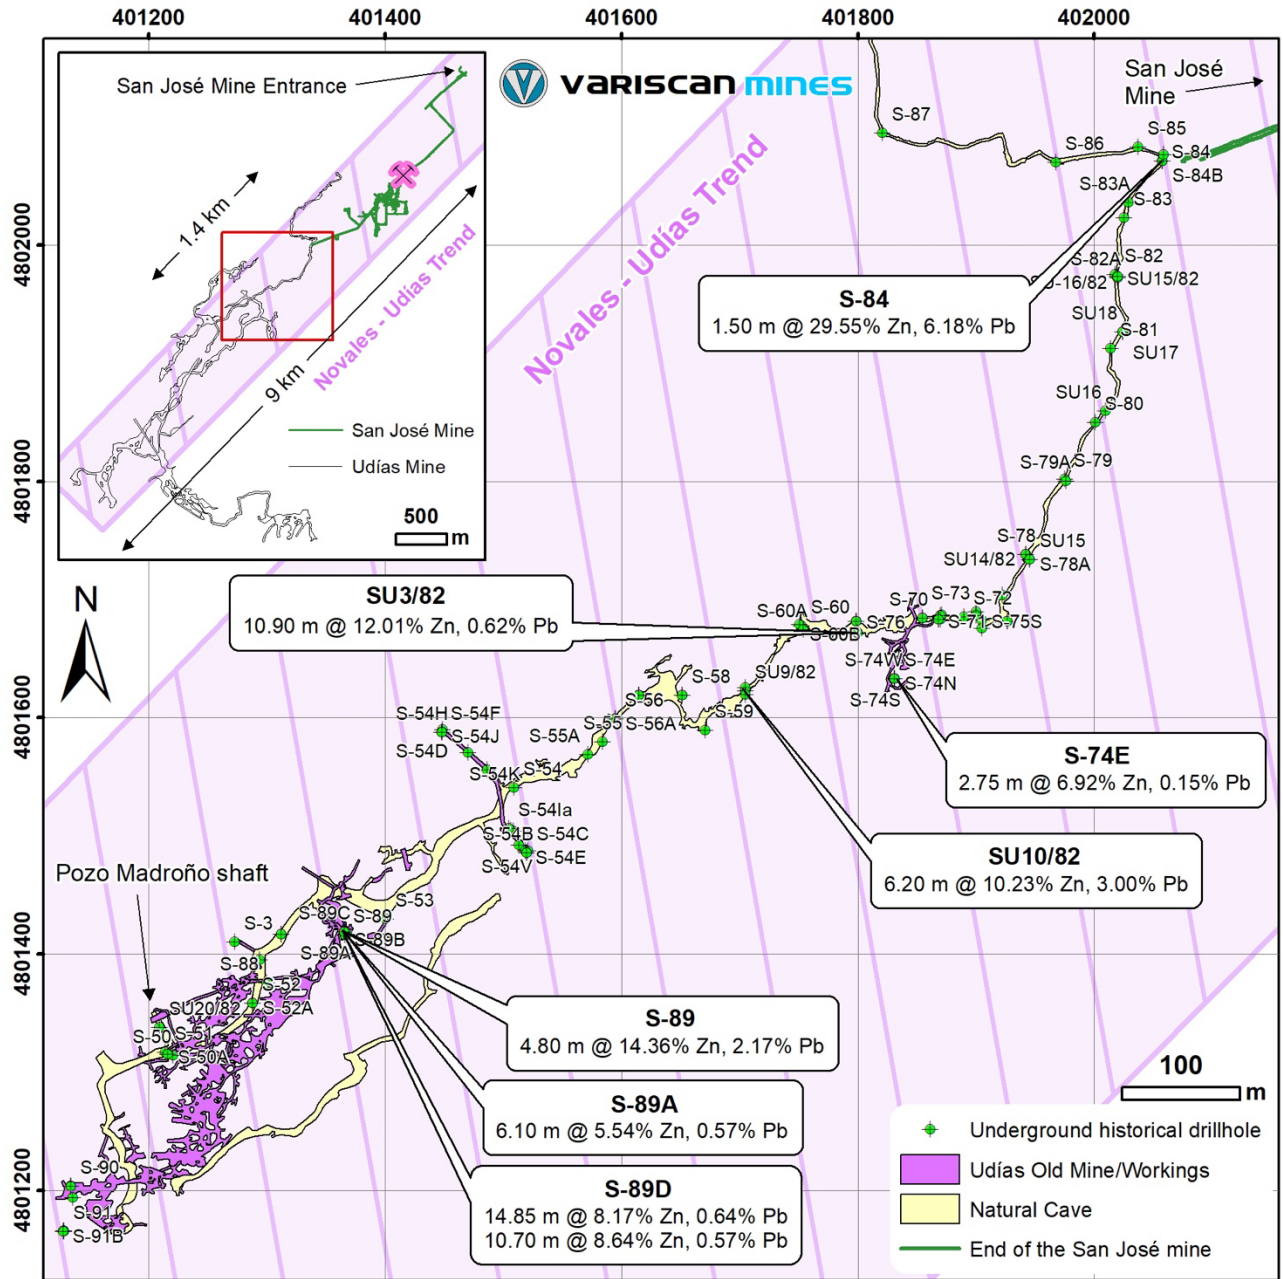 401200 401400 401600 401800 402000
4802000
4801800
4801600
4801400
4801200
San José Mine Entrance
1.4 km
9 km
Novales - Udías Trend
San José Mine
Udías Mine
500
m
VARISCAN MINES
Novales - Udías Trend
San José
Mine
S-87
S-86
S-85
S-84
S-84B
S-83A
S-83
S-82
S-82A
SU15/82
U-16/82
SU18
S-81
SU17
SU16
S-80
S-79A
S-79
S-78
SU15
SU14/82
S-78A
S-84
1.50 m @ 29.55% Zn, 6.18% Pb
SU3/82
10.90 m @ 12.01% Zn, 0.62% Pb
N
S-60A
S-60
S-60B
S-76
S-70
S-73
S-72
S-71
S-75S
S-74W
S-74E
S-74N
S-74S
SU9/82
S-58
S-56
S-59
S-55
S-56A
S-55A
S-54H
S-54F
S-54J
S-54D
S-54K
S-54
S-54Ia
S-54B
S-54C
S-54V
S-54E
S-74E
2.75 m @ 6.92% Zn, 0.15% Pb
SU10/82
6.20 m @ 10.23% Zn, 3.00% Pb
Pozo Madroño shaft
S-53
S-89C
S-89
S-89B
S-89A
S-3
S-88
S-52
S-52A
SU20/82
S-50
S-51
S-50A
S-90
S-91
S-91B
S-89
4.80 m @ 14.36% Zn, 2.17% Pb
S-89A
6.10 m @ 5.54% Zn, 0.57% Pb
S-89D
14.85 m @ 8.17% Zn, 0.64% Pb
10.70 m @ 8.64% Zn, 0.57% Pb
100
m
Underground historical drillhole
Udías Old Mine/Workings
Natural Cave
End of the San José mine